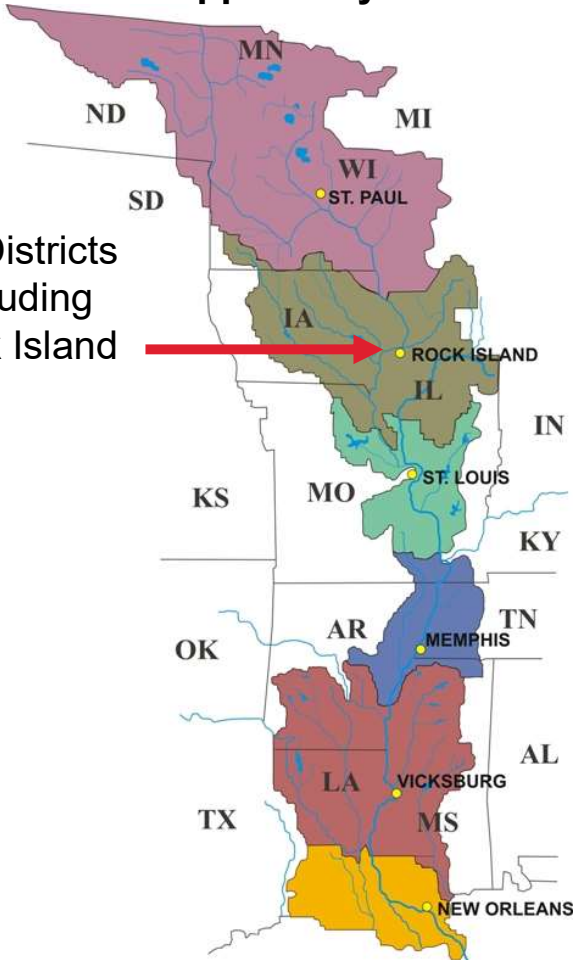 MN
ND
MI
WI
SD
ST. PAUL
Districts
Island
IA
ROCK ISLAND
IL
IN
ST. LOUIS
KS
MO
KY
TN
AR
MEMPHIS
OK
AL
LA
VICKSBURG
TX
MS
NEW ORLEANS